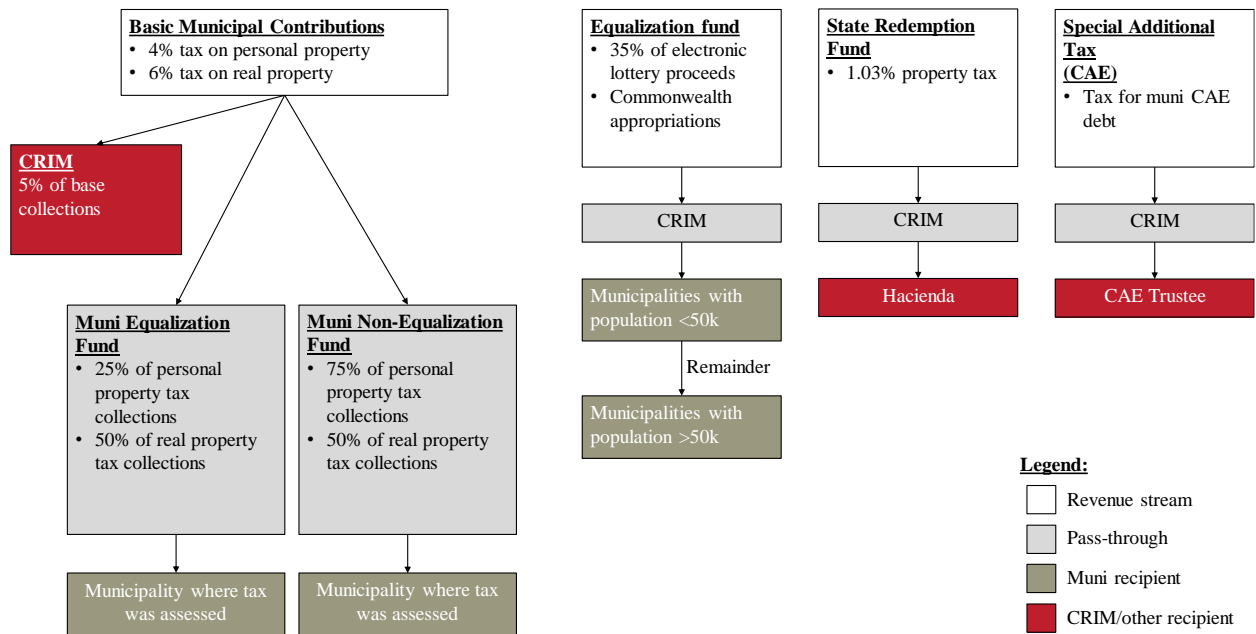 Basic Municipal Contributions
• 4% tax on personal property
• 6% tax on real property
CRIM
5% of base
collections
Muni Equalization
Fund
• 25% of personal
property tax
collections
• 50% of real property
tax collections
Municipality where tax
was assessed
Muni Non-Equalization
Fund
• 75% of personal
property tax
collections
• 50% of real property
tax collections
Municipality where tax
was assessed
Equalization fund
• 35% of electronic
lottery proceeds
• Commonwealth
appropriations
CRIM
Municipalities with
population <50k
Remainder
Municipalities with
population >50k
State Redemption
Fund
• 1.03% property tax
CRIM
Hacienda
Special Additional
Tax
(CAE)
• Tax for muni CAE
debt
CRIM
CAE Trustee
Legend:
Revenue stream
Pass-through
Muni recipient
CRIM/other recipient